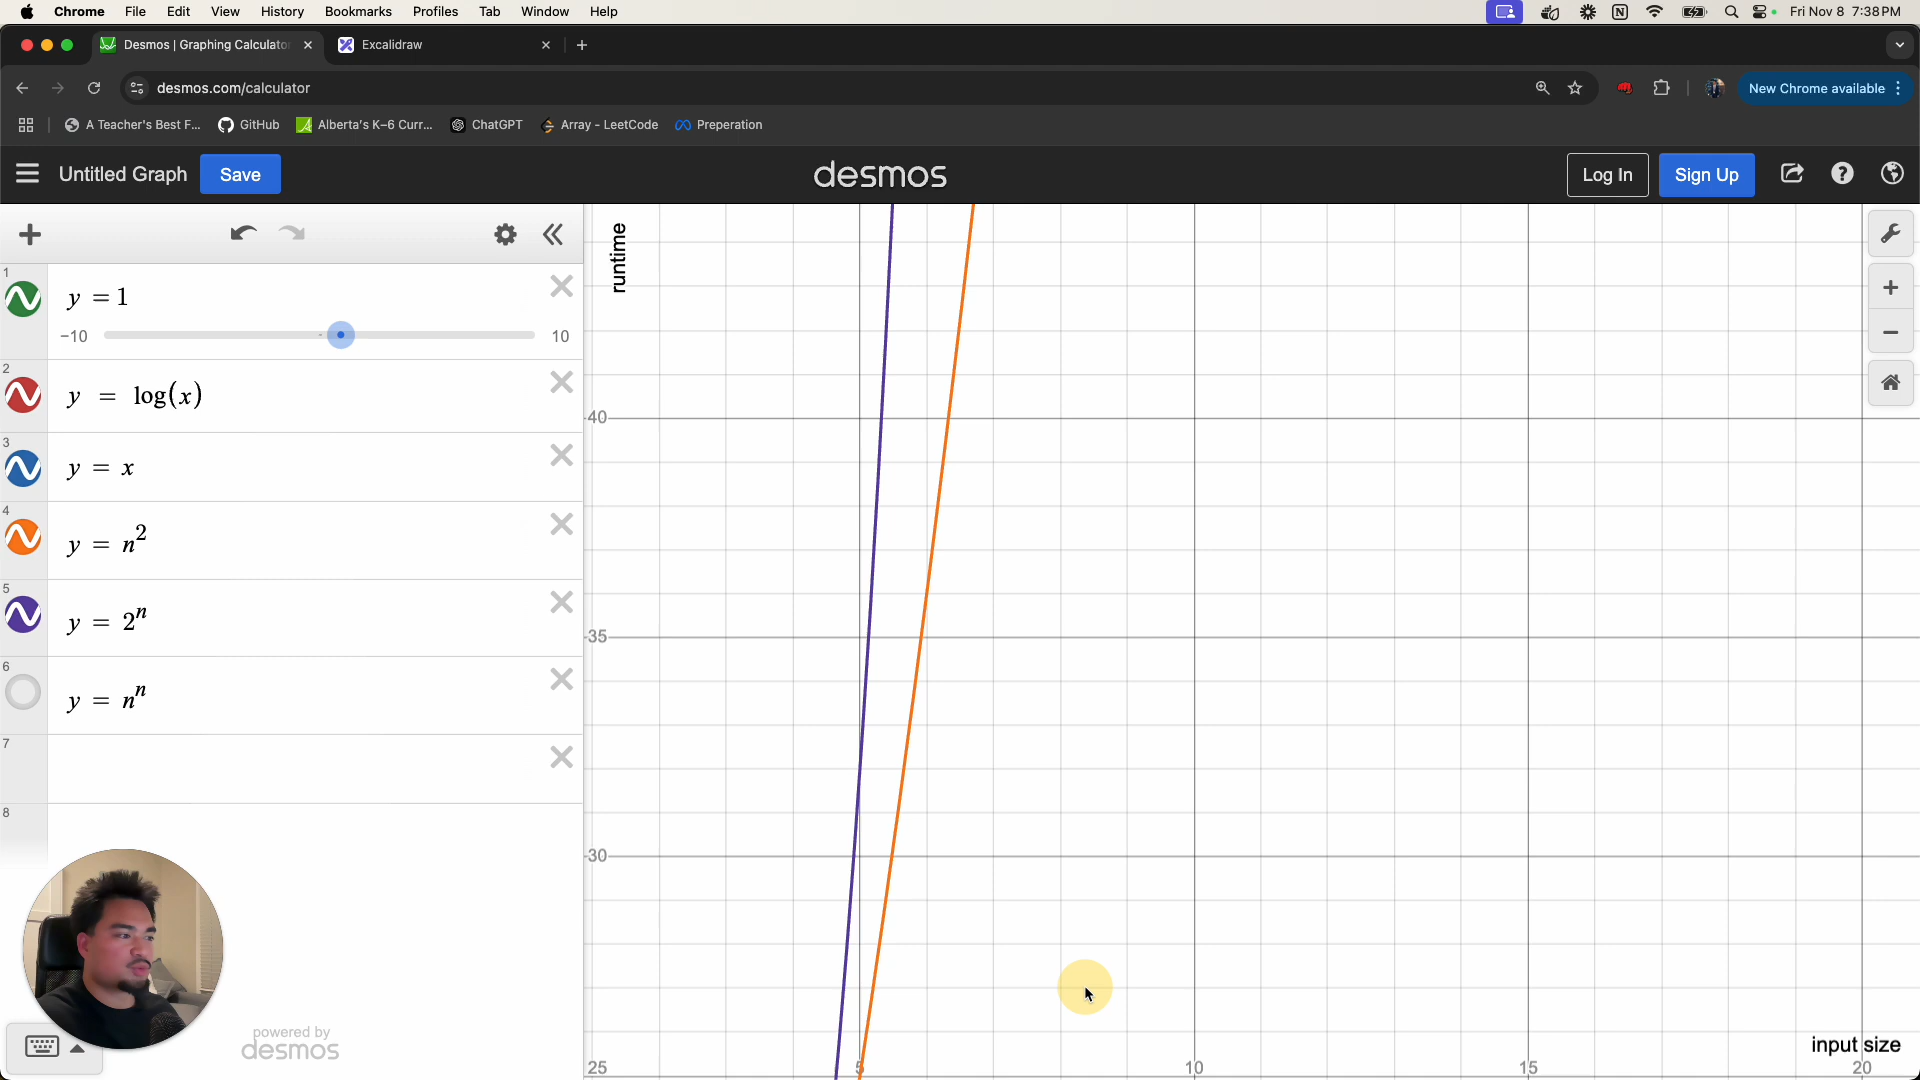 Chrome File Edit View History Bookmarks Profiles Tab Window Help
Fri Nov 8 7:38 PM
Desmos | Graphing Calculato
Excalidraw
desmos.com/calculator
New Chrome available
A Teacher's Best F...
GitHub
Alberta's K–6 Curr...
ChatGPT
Array - LeetCode
Preperation
Untitled Graph
Save
desmos
Log In
Sign Up
1
y = 1
−10
10
2
y = log(x)
3
y = x
4
y = n^2
5
y = 2^n
6
y = n^n
7
8
powered by
desmos
runtime
40
35
30
25
5
10
15
20
input size